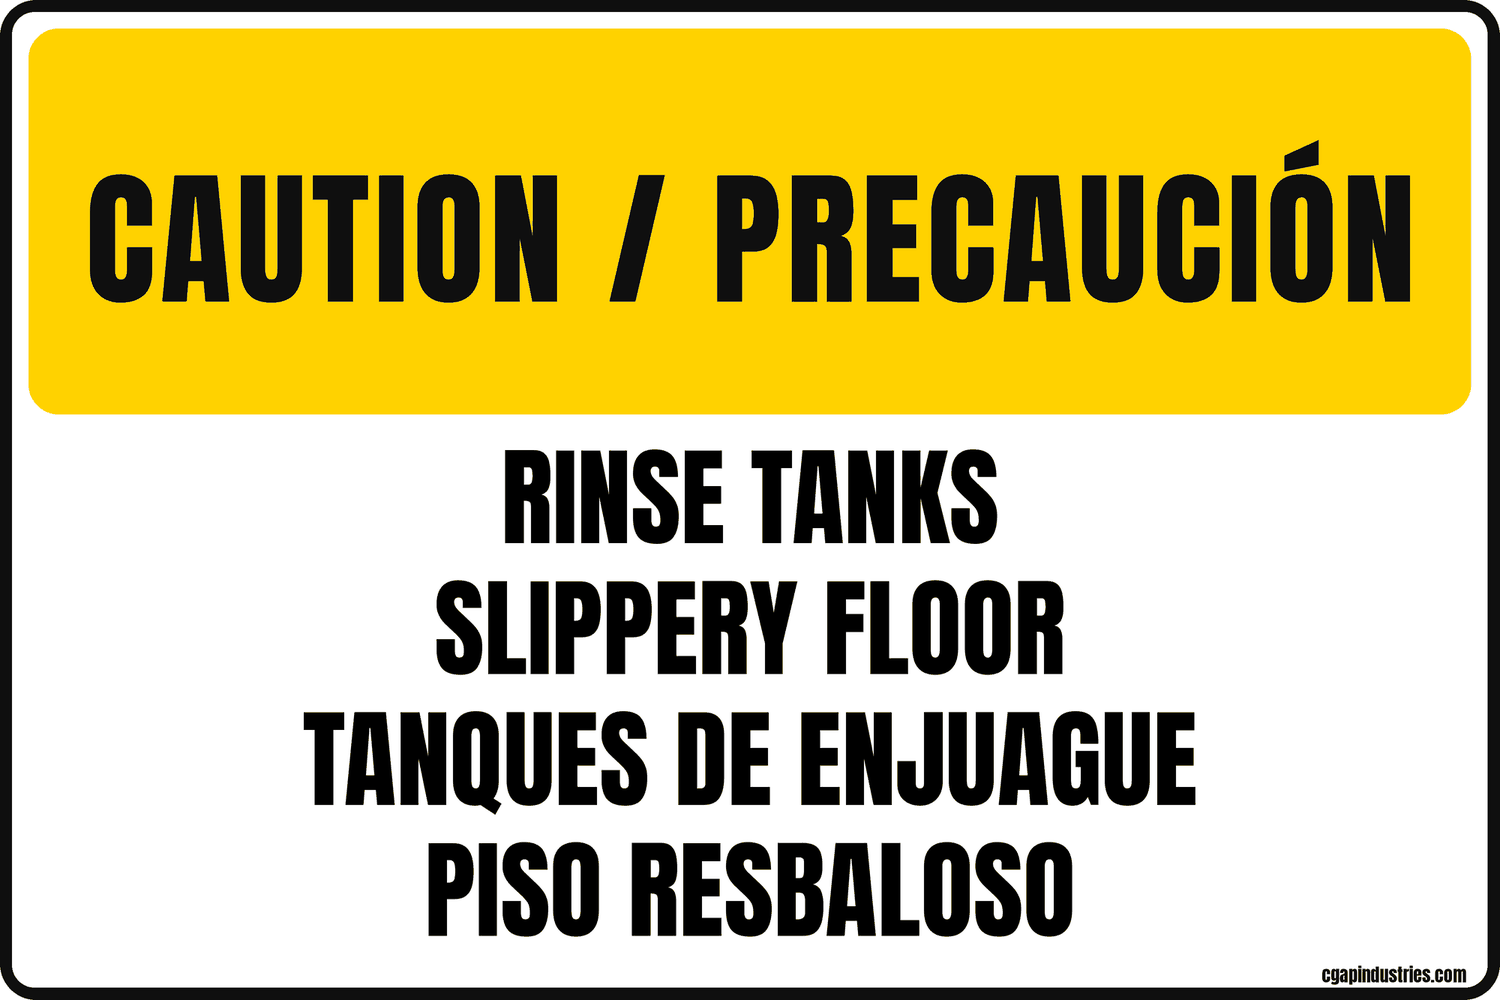 CAUTION / PRECAUCIÓN
RINSE TANKS
SLIPPERY FLOOR
TANQUES DE ENJUAGUE
PISO RESBALOSO
cgapindustries.com